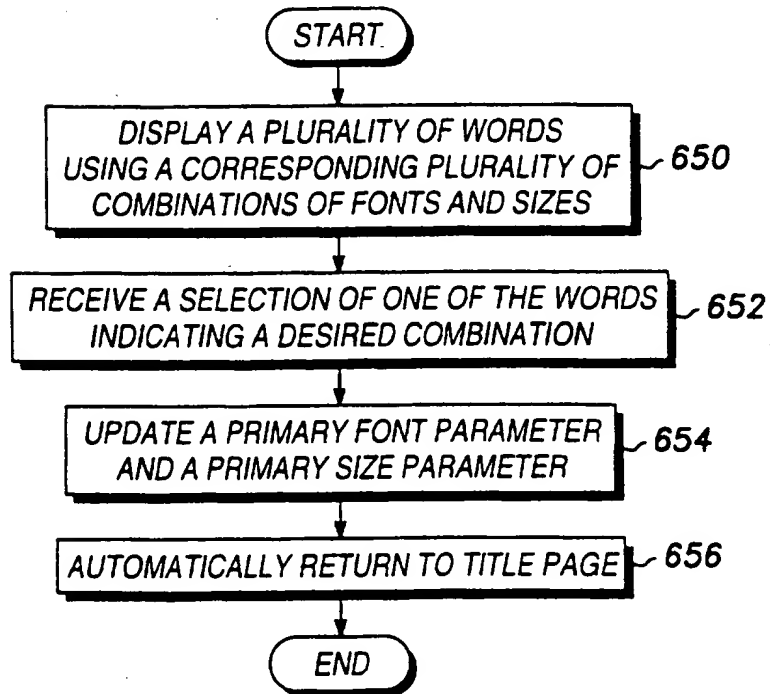 START
DISPLAY A PLURALITY OF WORDS
USING A CORRESPONDING PLURALITY OF
COMBINATIONS OF FONTS AND SIZES
650
RECEIVE A SELECTION OF ONE OF THE WORDS
INDICATING A DESIRED COMBINATION
652
UPDATE A PRIMARY FONT PARAMETER
AND A PRIMARY SIZE PARAMETER
654
AUTOMATICALLY RETURN TO TITLE PAGE
656
END